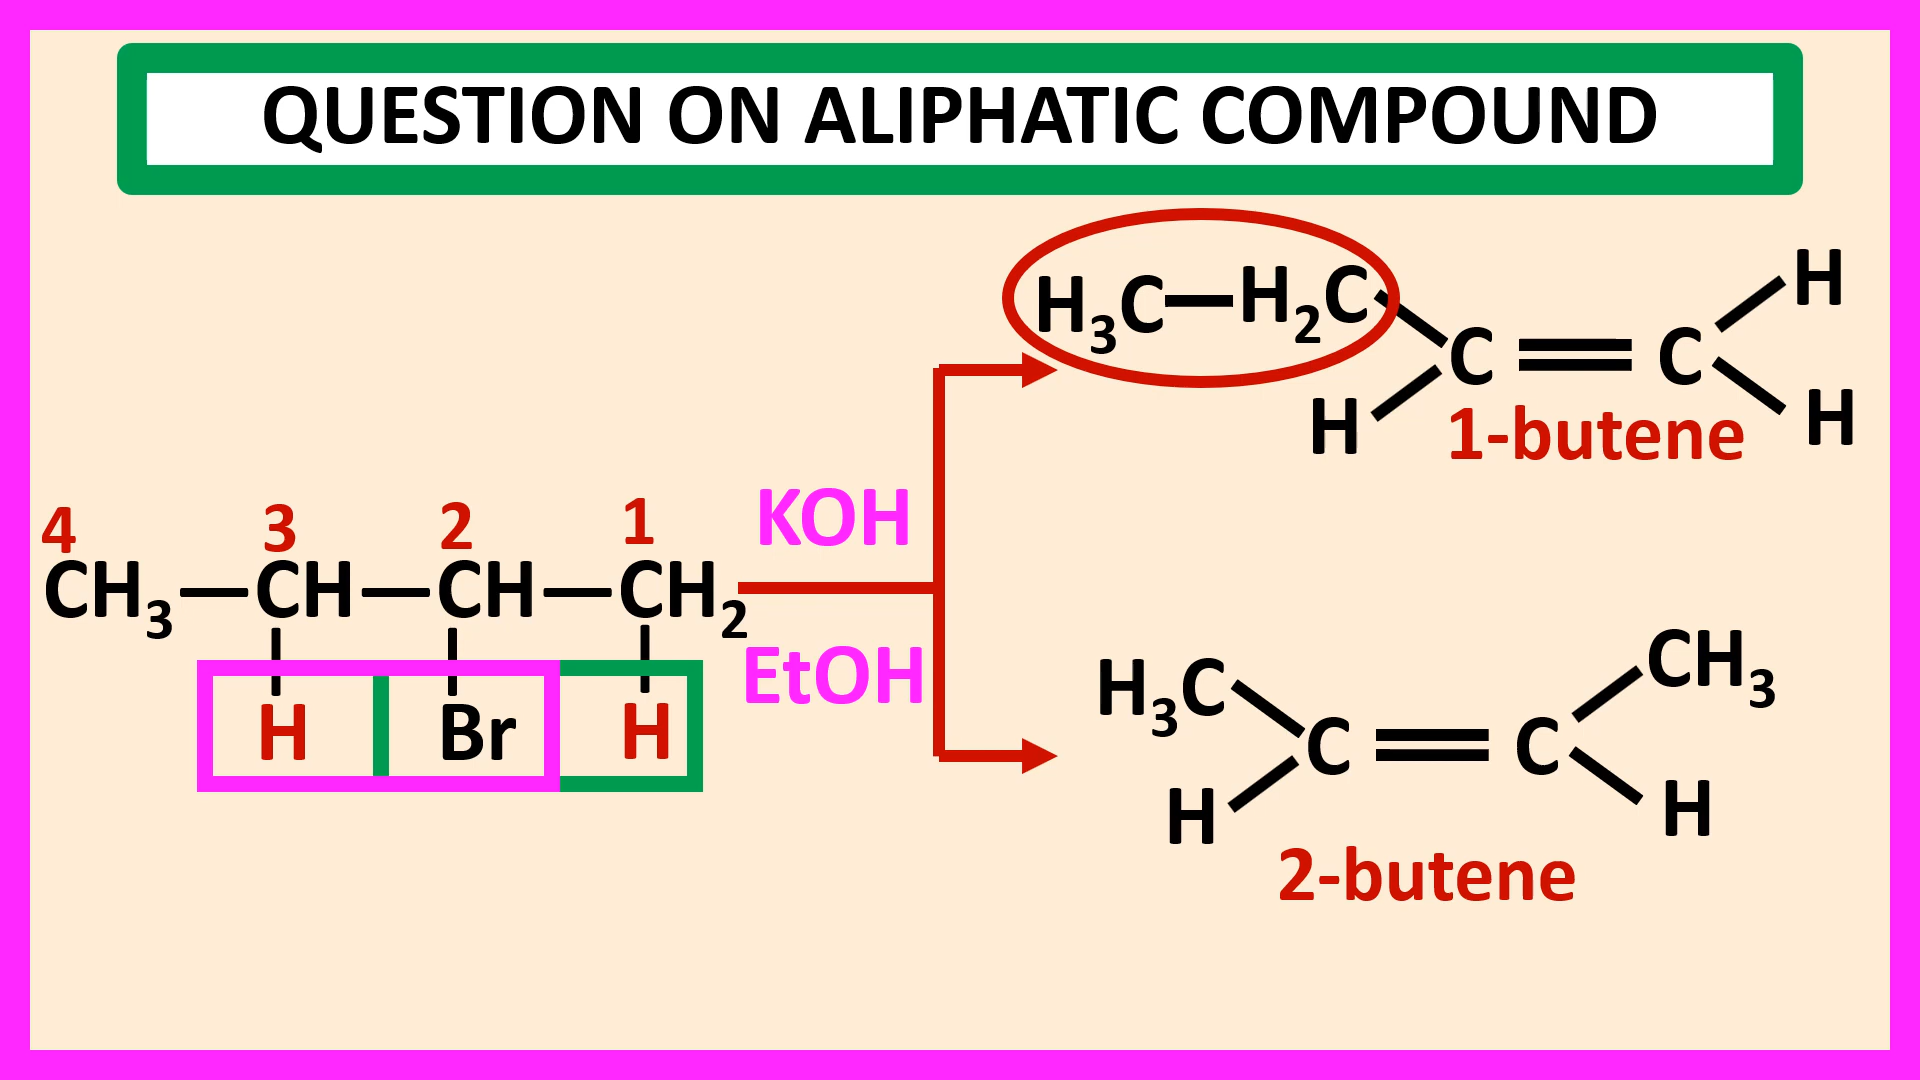 QUESTION ON ALIPHATIC COMPOUND
H₃C—H₂C
C=C
H
H
H
1-butene
4 3 2 1
CH₃—CH—CH—CH₂
H Br H
KOH
EtOH
H₃C
CH₃
C=C
H
H
2-butene